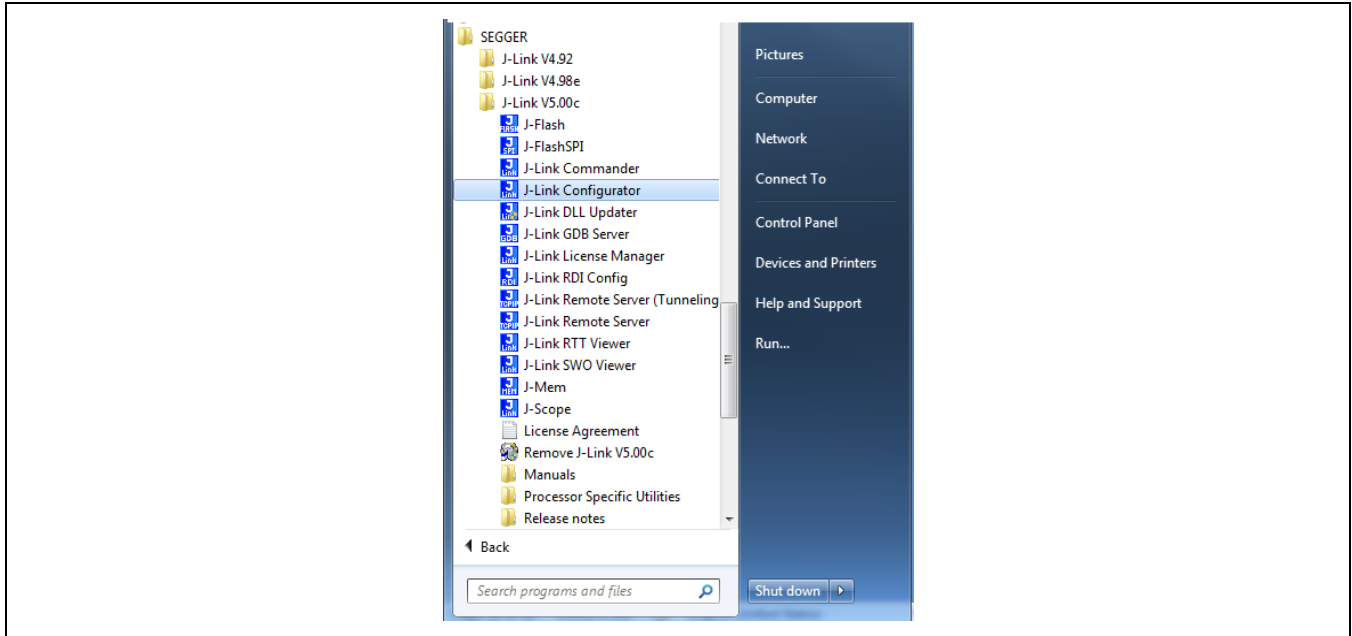 SEGGER
J-Link V4.92
J-Link V4.98e
J-Link V5.00c
J-Flash
J-FlashSPI
J-Link Commander
J-Link Configurator
J-Link DLL Updater
J-Link GDB Server
J-Link License Manager
J-Link RDI Config
J-Link Remote Server (Tunneling
J-Link Remote Server
J-Link RTT Viewer
J-Link SWO Viewer
J-Mem
J-Scope
License Agreement
Remove J-Link V5.00c
Manuals
Processor Specific Utilities
Release notes
Back
Search programs and files
Pictures
Computer
Network
Connect To
Control Panel
Devices and Printers
Help and Support
Run...
Shut down